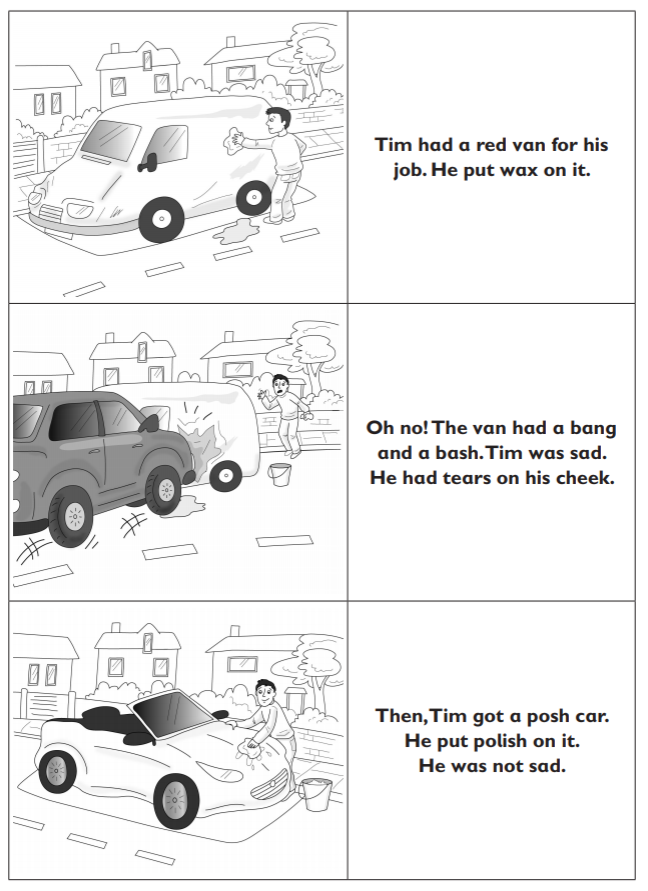 Tim had a red van for his
job. He put wax on it.
Oh no! The van had a bang
and a bash. Tim was sad.
He had tears on his cheek.
Then, Tim got a posh car.
He put polish on it.
He was not sad.